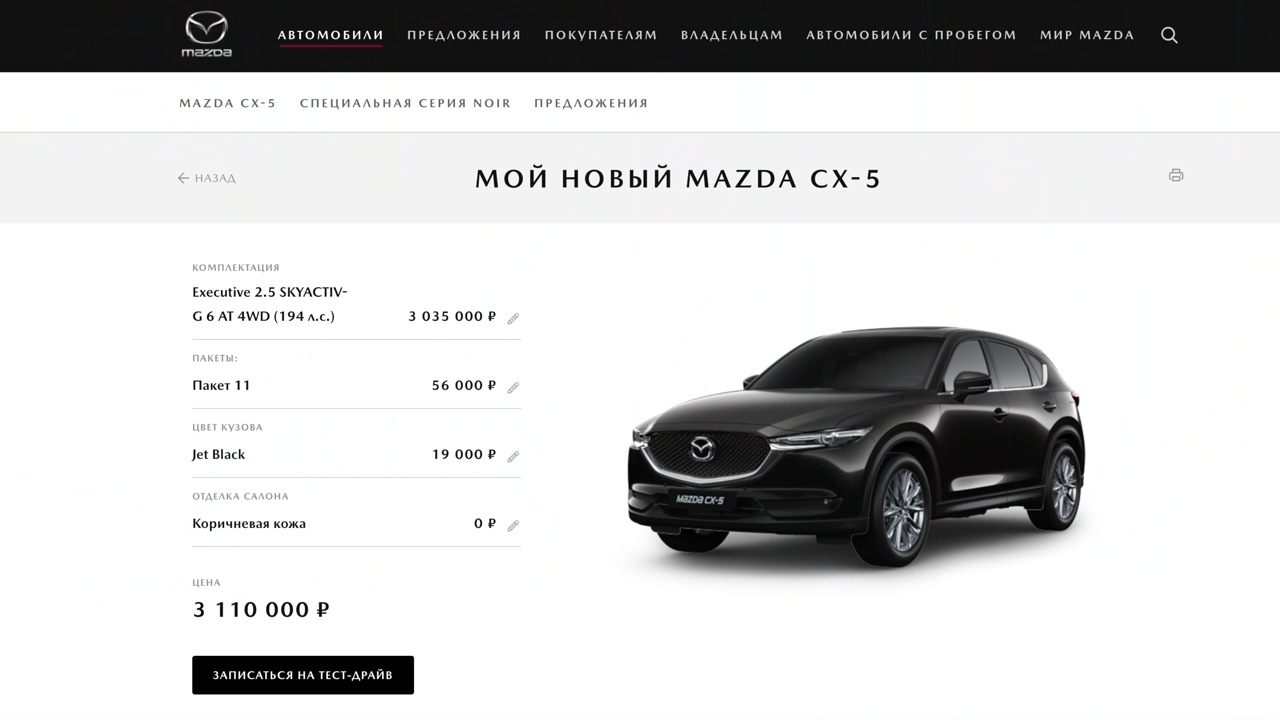 mazda
АВТОМОБИЛИ ПРЕДЛОЖЕНИЯ ПОКУПАТЕЛЯМ ВЛАДЕЛЬЦАМ АВТОМОБИЛИ С ПРОБЕГОМ МИР MAZDA
MAZDA CX-5 СПЕЦИАЛЬНАЯ СЕРИЯ NOIR ПРЕДЛОЖЕНИЯ
НАЗАД
МОЙ НОВЫЙ MAZDA CX-5
КОМПЛЕКТАЦИЯ
Executive 2.5 SKYACTIV-
G 6 AT 4WD (194 л.с.) 3 035 000 ₽
ПАКЕТЫ:
Пакет 11 56 000 ₽
ЦВЕТ КУЗОВА
Jet Black 19 000 ₽
ОТДЕЛКА САЛОНА
Коричневая кожа 0 ₽
ЦЕНА
3 110 000 ₽
ЗАПИСАТЬСЯ НА ТЕСТ-ДРАЙВ
MAZDA CX-5